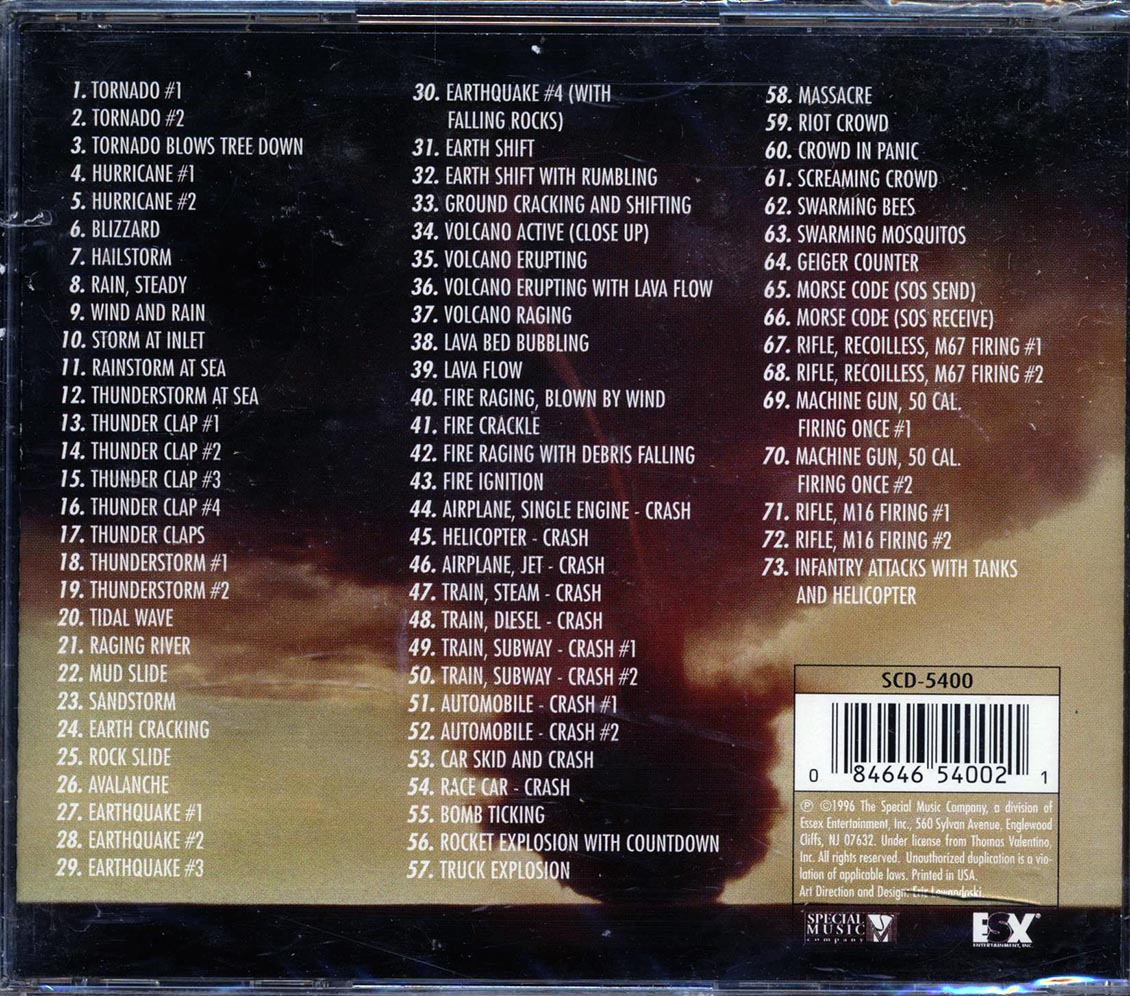 1. TORNADO #1
2. TORNADO #2
3. TORNADO BLOWS TREE DOWN
4. HURRICANE #1
5. HURRICANE #2
6. BLIZZARD
7. HAILSTORM
8. RAIN, STEADY
9. WIND AND RAIN
10. STORM AT INLET
11. RAINSTORM AT SEA
12. THUNDERSTORM AT SEA
13. THUNDER CLAP #1
14. THUNDER CLAP #2
15. THUNDER CLAP #3
16. THUNDER CLAP #4
17. THUNDER CLAPS
18. THUNDERSTORM #1
19. THUNDERSTORM #2
20. TIDAL WAVE
21. RAGING RIVER
22. MUD SLIDE
23. SANDSTORM
24. EARTH CRACKING
25. ROCK SLIDE
26. AVALANCHE
27. EARTHQUAKE #1
28. EARTHQUAKE #2
29. EARTHQUAKE #3
30. EARTHQUAKE #4 (WITH
FALLING ROCKS)
31. EARTH SHIFT
32. EARTH SHIFT WITH RUMBLING
33. GROUND CRACKING AND SHIFTING
34. VOLCANO ACTIVE (CLOSE UP)
35. VOLCANO ERUPTING
36. VOLCANO ERUPTING WITH LAVA FLOW
37. VOLCANO RAGING
38. LAVA BED BUBBLING
39. LAVA FLOW
40. FIRE RAGING, BLOWN BY WIND
41. FIRE CRACKLE
42. FIRE RAGING WITH DEBRIS FALLING
43. FIRE IGNITION
44. AIRPLANE, SINGLE ENGINE - CRASH
45. HELICOPTER - CRASH
46. AIRPLANE, JET - CRASH
47. TRAIN, STEAM - CRASH
48. TRAIN, DIESEL - CRASH
49. TRAIN, SUBWAY - CRASH #1
50. TRAIN, SUBWAY - CRASH #2
51. AUTOMOBILE - CRASH #1
52. AUTOMOBILE - CRASH #2
53. CAR SKID AND CRASH
54. RACE CAR - CRASH
55. BOMB TICKING
56. ROCKET EXPLOSION WITH COUNTDOWN
57. TRUCK EXPLOSION
58. MASSACRE
59. RIOT CROWD
60. CROWD IN PANIC
61. SCREAMING CROWD
62. SWARMING BEES
63. SWARMING MOSQUITOS
64. GEIGER COUNTER
65. MORSE CODE (SOS SEND)
66. MORSE CODE (SOS RECEIVE)
67. RIFLE, RECOILLESS, M67 FIRING #1
68. RIFLE, RECOILLESS, M67 FIRING #2
69. MACHINE GUN, 50 CAL.
FIRING ONCE #1
70. MACHINE GUN, 50 CAL.
FIRING ONCE #2
71. RIFLE, M16 FIRING #1
72. RIFLE, M16 FIRING #2
73. INFANTRY ATTACKS WITH TANKS
AND HELICOPTER
SCD-5400
0 84646 54002 1
℗ ©1996 The Special Music Company, a division of
Essex Entertainment, Inc., 560 Sylvan Avenue, Englewood
Cliffs, NJ 07632. Under license from Thomas Valentino,
Inc. All rights reserved. Unauthorized duplication is a vio-
lation of applicable laws. Printed in USA.
Art Direction and Design: Eric Lewandoski
SPECIAL
MUSIC
company
ESX®
ENTERTAINMENT, INC.